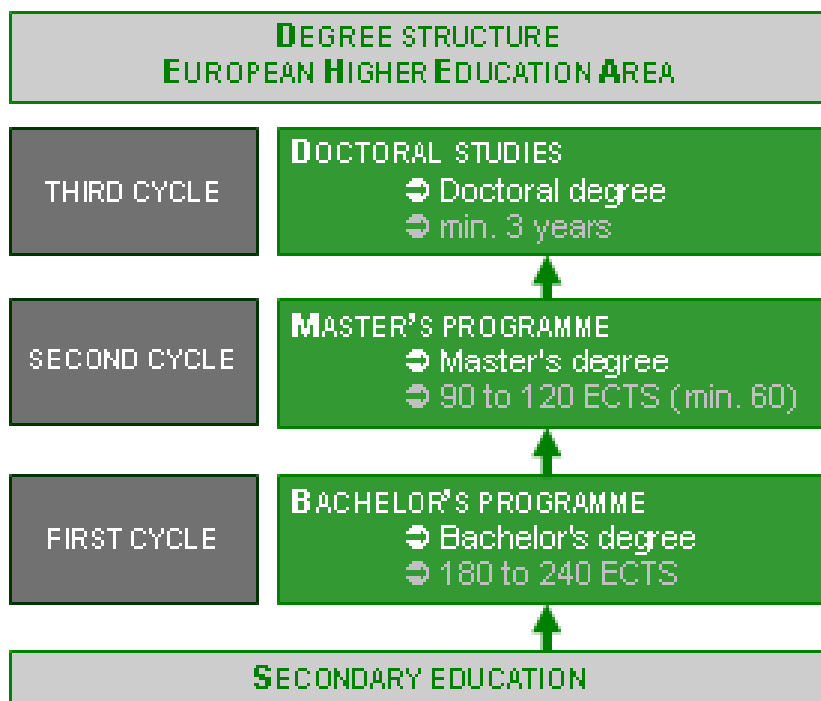 DEGREE STRUCTURE
EUROPEAN HIGHER EDUCATION AREA
THIRD CYCLE
DOCTORAL STUDIES
➲ Doctoral degree
➲ min. 3 years
SECOND CYCLE
MASTER'S PROGRAMME
➲ Master's degree
➲ 90 to 120 ECTS (min. 60)
FIRST CYCLE
BACHELOR'S PROGRAMME
➲ Bachelor's degree
➲ 180 to 240 ECTS
SECONDARY EDUCATION